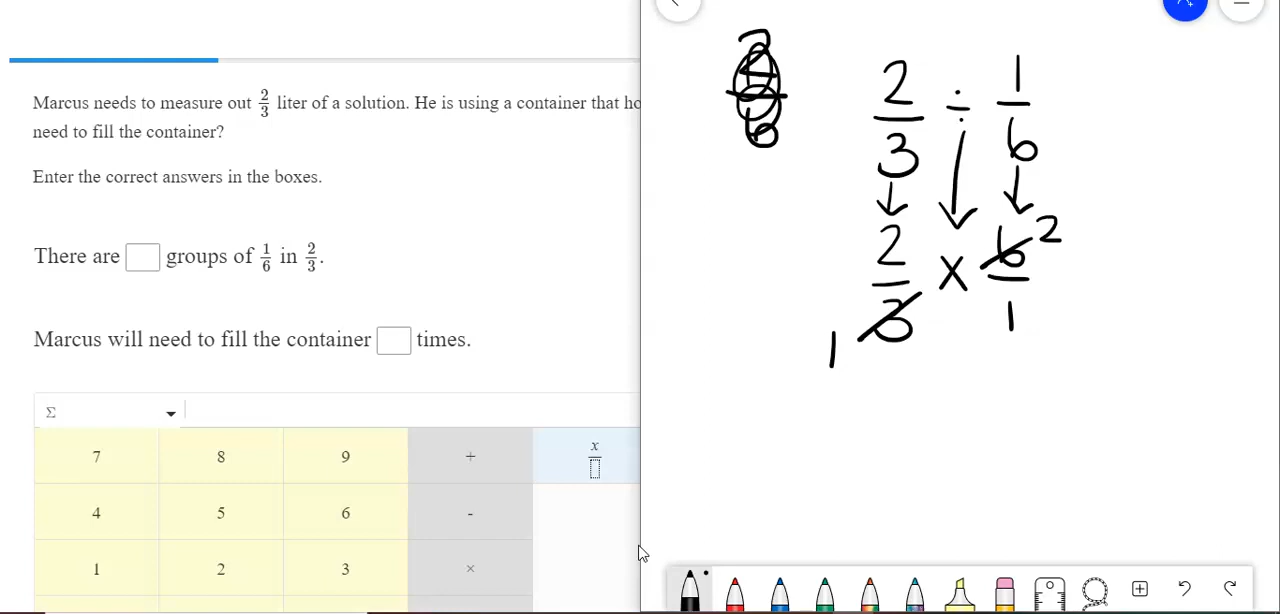 Marcus needs to measure out 2/3 liter of a solution. He is using a container that ho
need to fill the container?
Enter the correct answers in the boxes.
There are groups of 1/6 in 2/3.
Marcus will need to fill the container times.
Σ
7 8 9 + x/
4 5 6 -
1 2 3 ×
2/3 ÷ 1/6
2/3 × 6/1
2
1